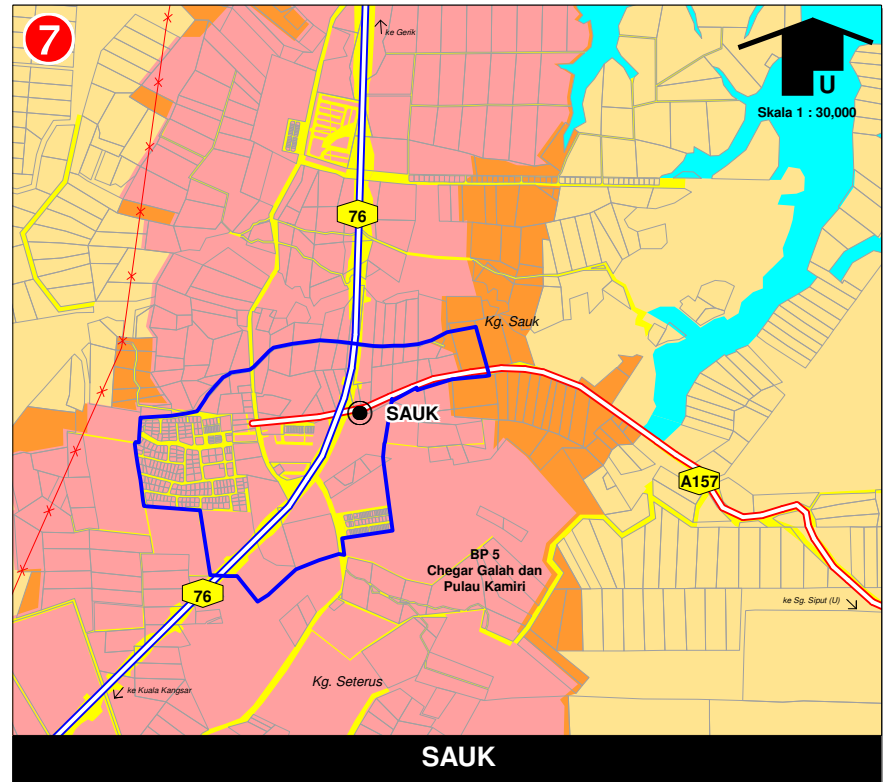 7
ke Gerik
U
Skala 1 : 30,000
76
Kg. Sauk
SAUK
A157
BP 5
Chegar Galah dan
Pulau Kamiri
76
ke Sg. Siput (U)
Kg. Seterus
ke Kuala Kangsar
SAUK